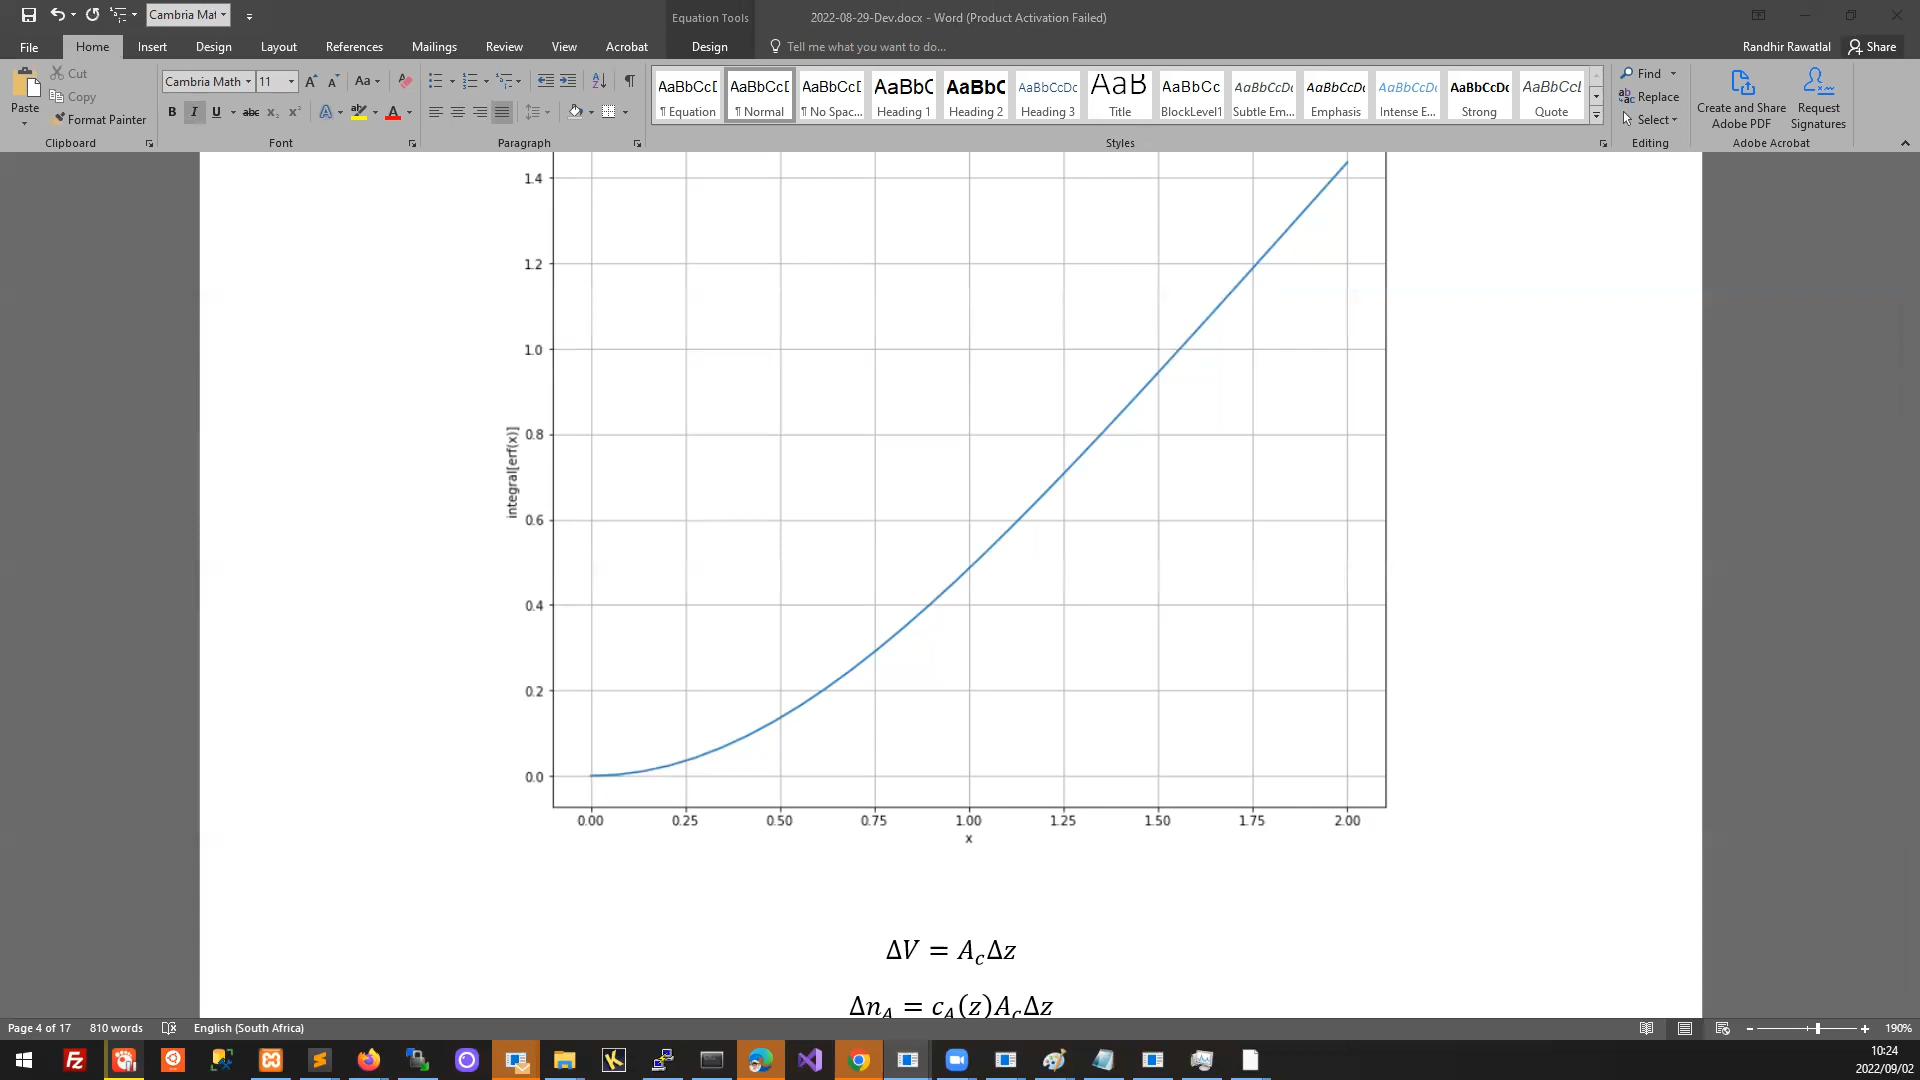 Cambria Mat
Equation Tools
2022-08-29-Dev.docx - Word (Product Activation Failed)
File Home Insert Design Layout References Mailings Review View Acrobat Design Tell me what you want to do... Randhir Rawatlal Share
Paste Cut Copy Format Painter
Cambria Math 11 Aa
B I U abc X₂ X² A A
AaBbCcI AaBbCcI AaBbCcI AaBbC AaBbC AaBbCcDc AaB AaBbCc AaBbCcDc AaBbCcDc AaBbCcDc AaBbCcDc AaBbCcL
¶ Equation ¶ Normal ¶ No Spac... Heading 1 Heading 2 Heading 3 Title BlockLevel1 Subtle Em... Emphasis Intense E... Strong Quote
Find Replace Select
Create and Share Adobe PDF
Request Signatures
Clipboard Font Paragraph Styles Editing Adobe Acrobat
1.4
1.2
1.0
0.8
0.6
0.4
0.2
0.0
integral[erf(x)]
0.00 0.25 0.50 0.75 1.00 1.25 1.50 1.75 2.00
x
ΔV = A_cΔz
Δn_A = c_A(z)A_cΔz
Page 4 of 17 810 words English (South Africa) 190%
10:24
2022/09/02